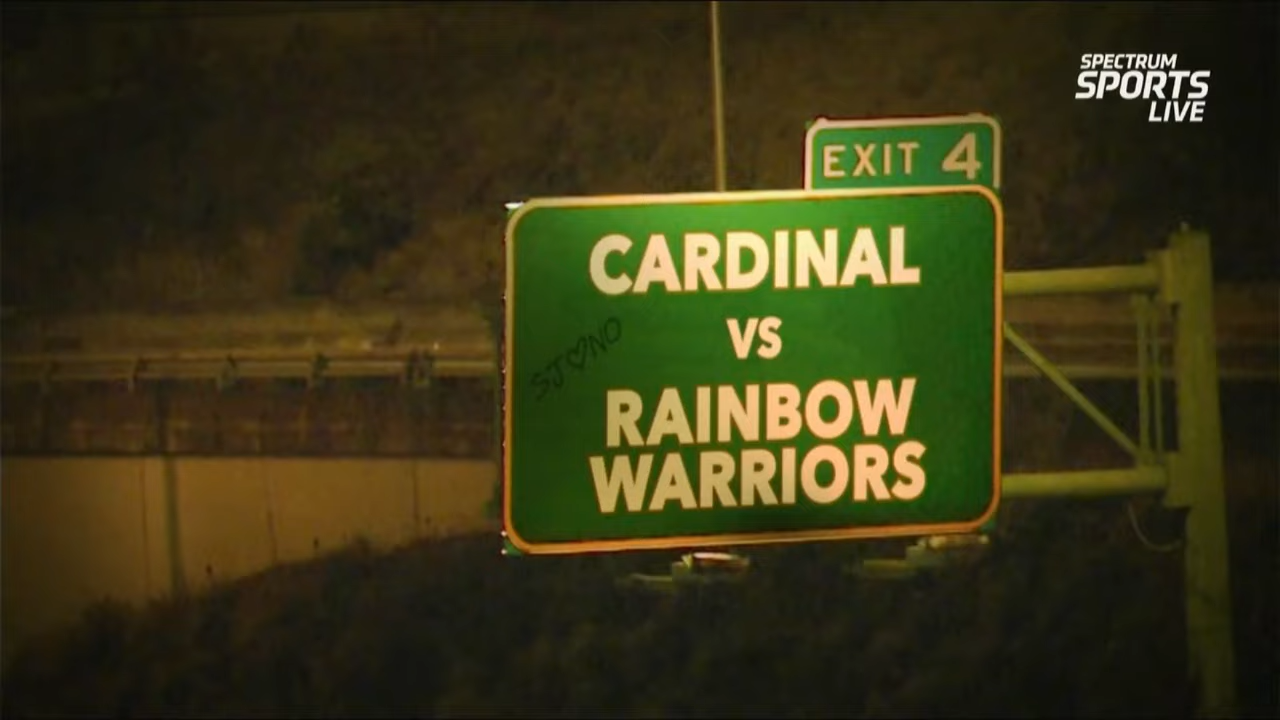 SPECTRUM
SPORTS
LIVE
EXIT 4
CARDINAL
VS
RAINBOW
WARRIORS
SJ♡NO